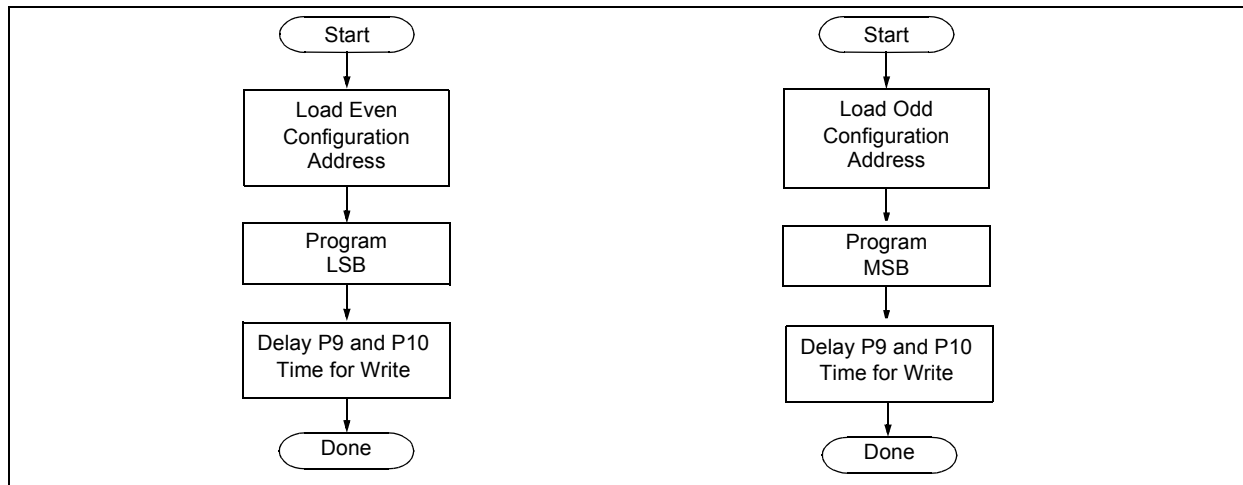 Start
Load Even
Configuration
Address
Program
LSB
Delay P9 and P10
Time for Write
Done
Start
Load Odd
Configuration
Address
Program
MSB
Delay P9 and P10
Time for Write
Done